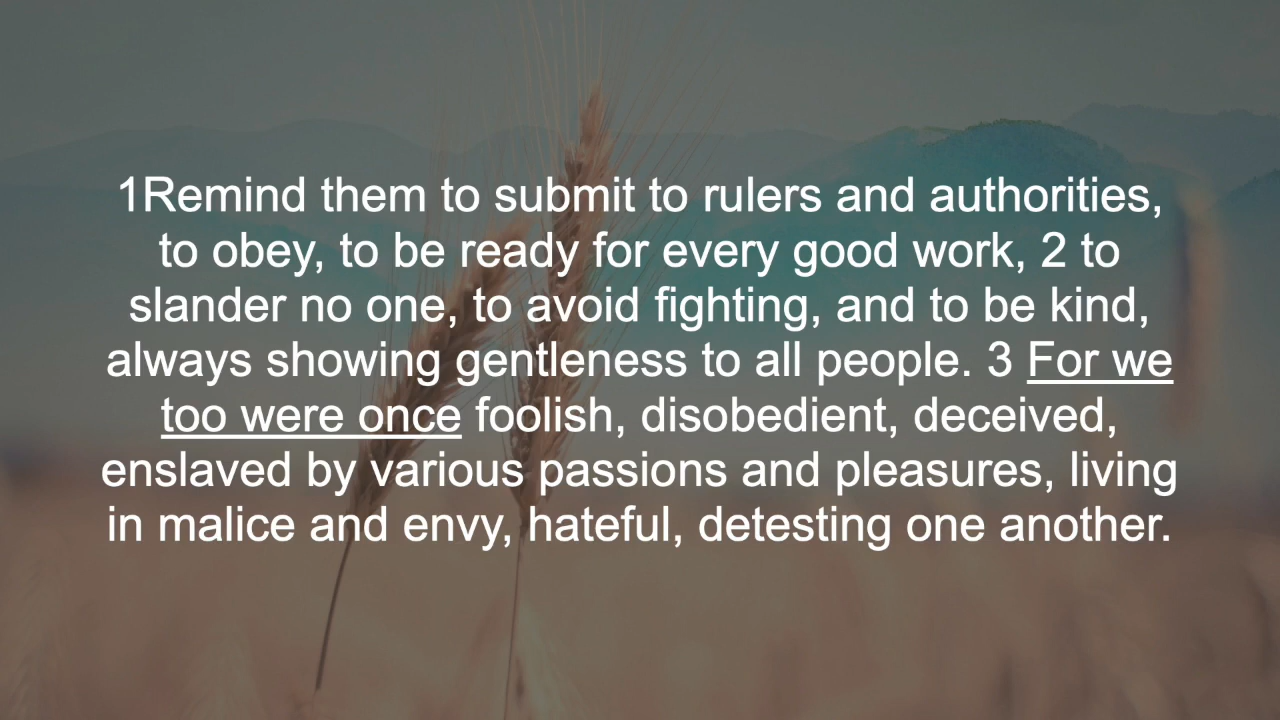 1Remind them to submit to rulers and authorities,
to obey, to be ready for every good work, 2 to
slander no one, to avoid fighting, and to be kind,
always showing gentleness to all people. 3 For we
too were once foolish, disobedient, deceived,
enslaved by various passions and pleasures, living
in malice and envy, hateful, detesting one another.